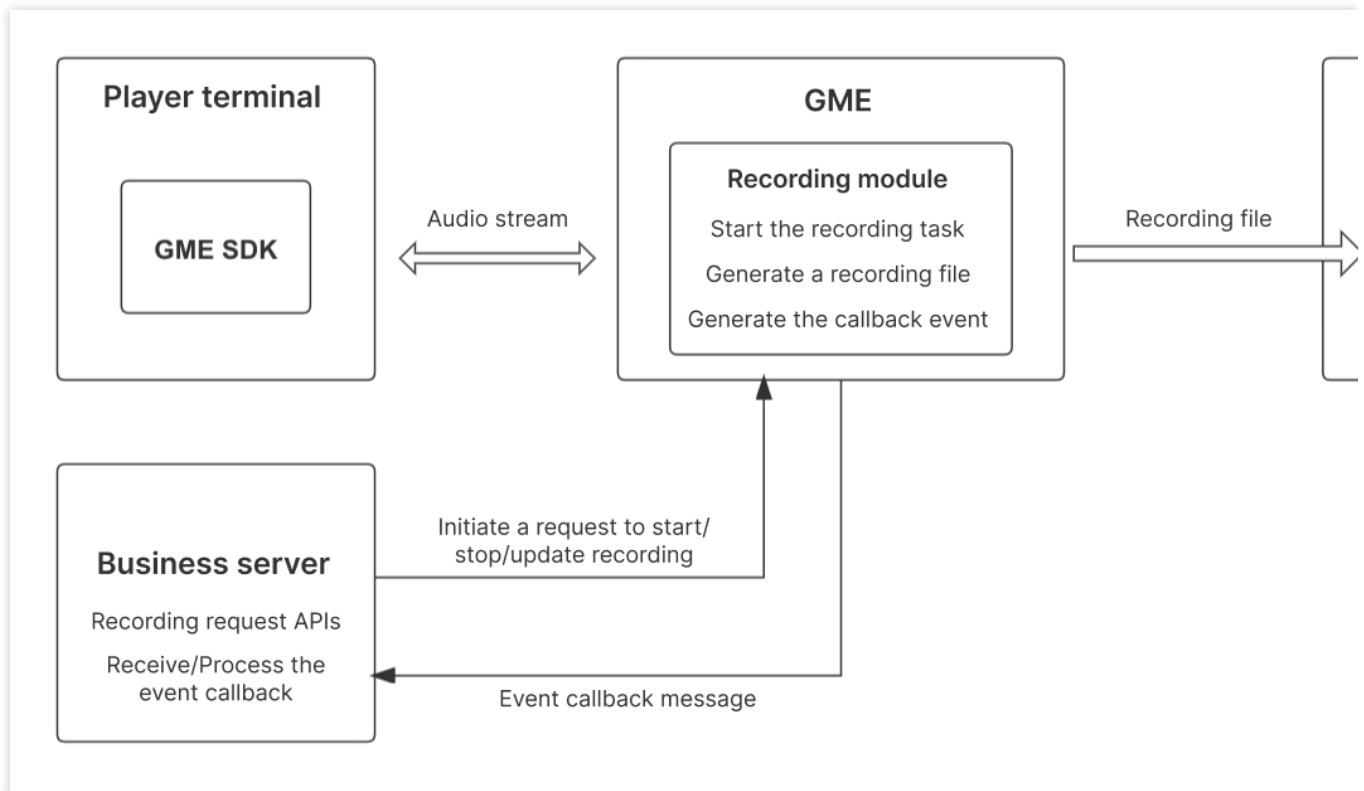 Player terminal
GME SDK
Audio stream
GME
Recording module
Start the recording task
Generate a recording file
Generate the callback event
Recording file
Business server
Recording request APIs
Receive/Process the
event callback
Initiate a request to start/
stop/update recording
Event callback message